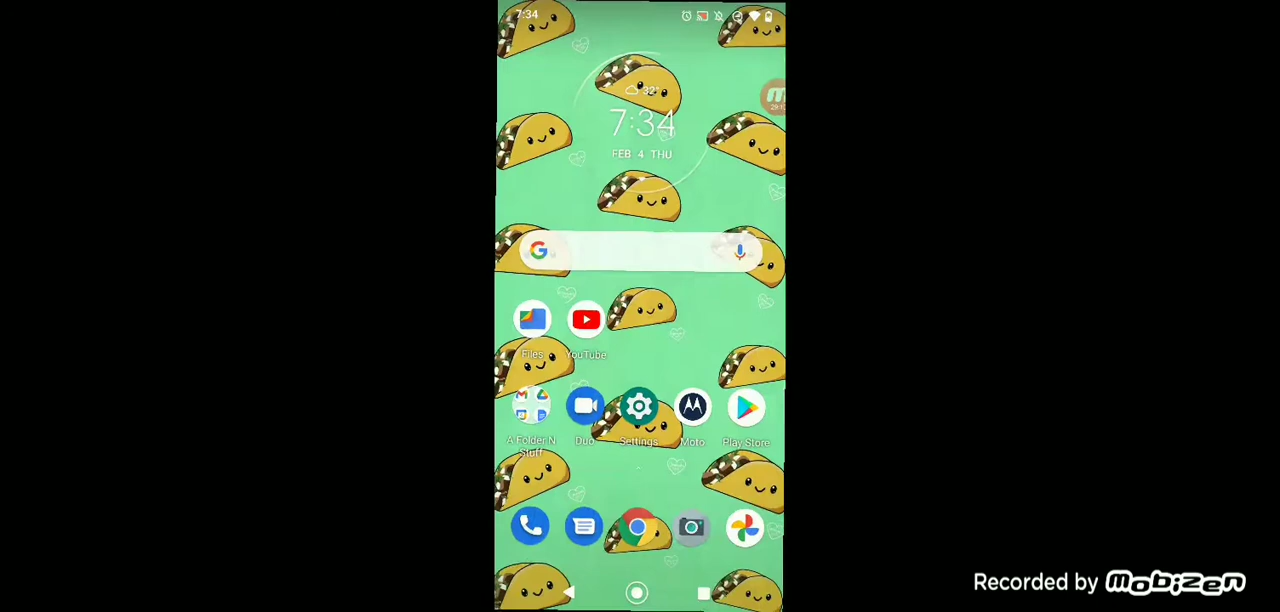 7:34
32°
7:34
FEB 4 THU
Files
YouTube
A Folder N
Stuff
Duo
Settings
Moto
Play Store
Recorded by Mobizen